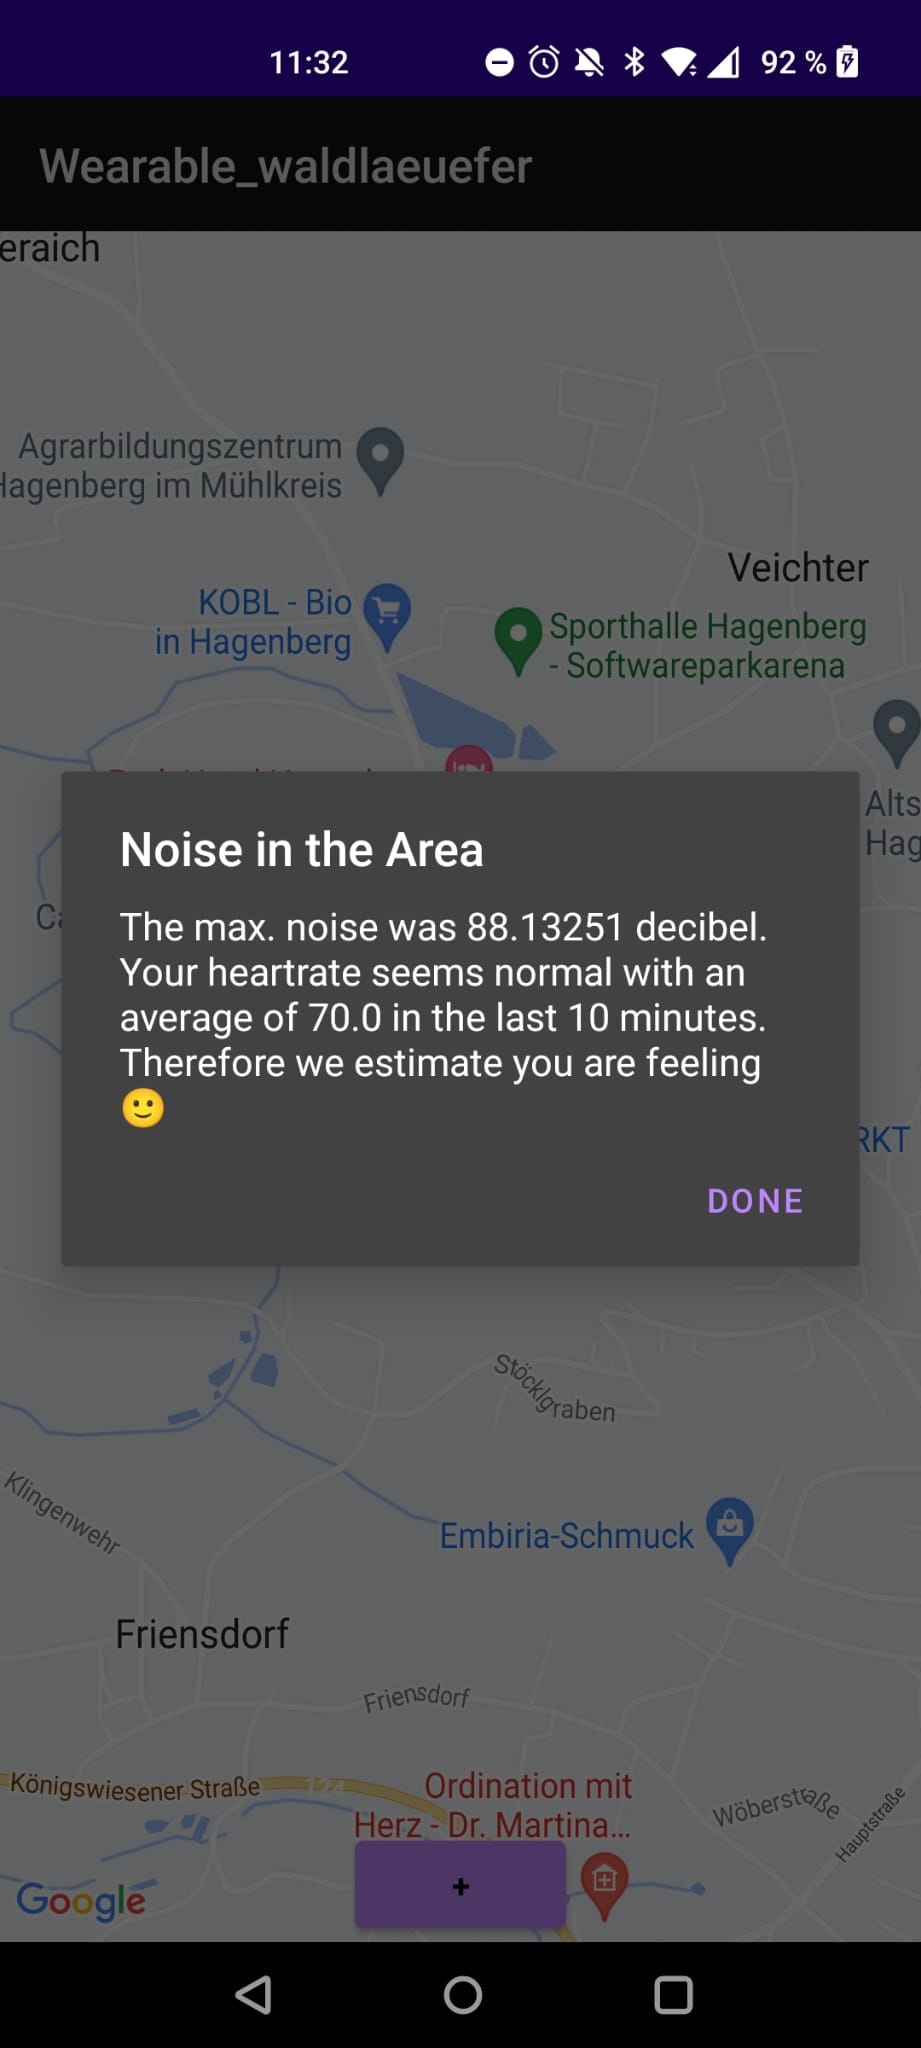 11:32
92 %
Wearable_waldlaeuefer
eraich
Agrarbildungszentrum
Hagenberg im Mühlkreis
Veichter
KOBL - Bio
in Hagenberg
Sporthalle Hagenberg
- Softwareparkarena
Alts
Hag
Noise in the Area
The max. noise was 88.13251 decibel.
Your heartrate seems normal with an
average of 70.0 in the last 10 minutes.
Therefore we estimate you are feeling
🙂
DONE
RKT
Stöcklgraben
Klingenwehr
Embiria-Schmuck
Friensdorf
Friensdorf
Königswiesener Straße
124
Ordination mit
Herz - Dr. Martina...
Wöberstraße
Hauptstraße
+
Google